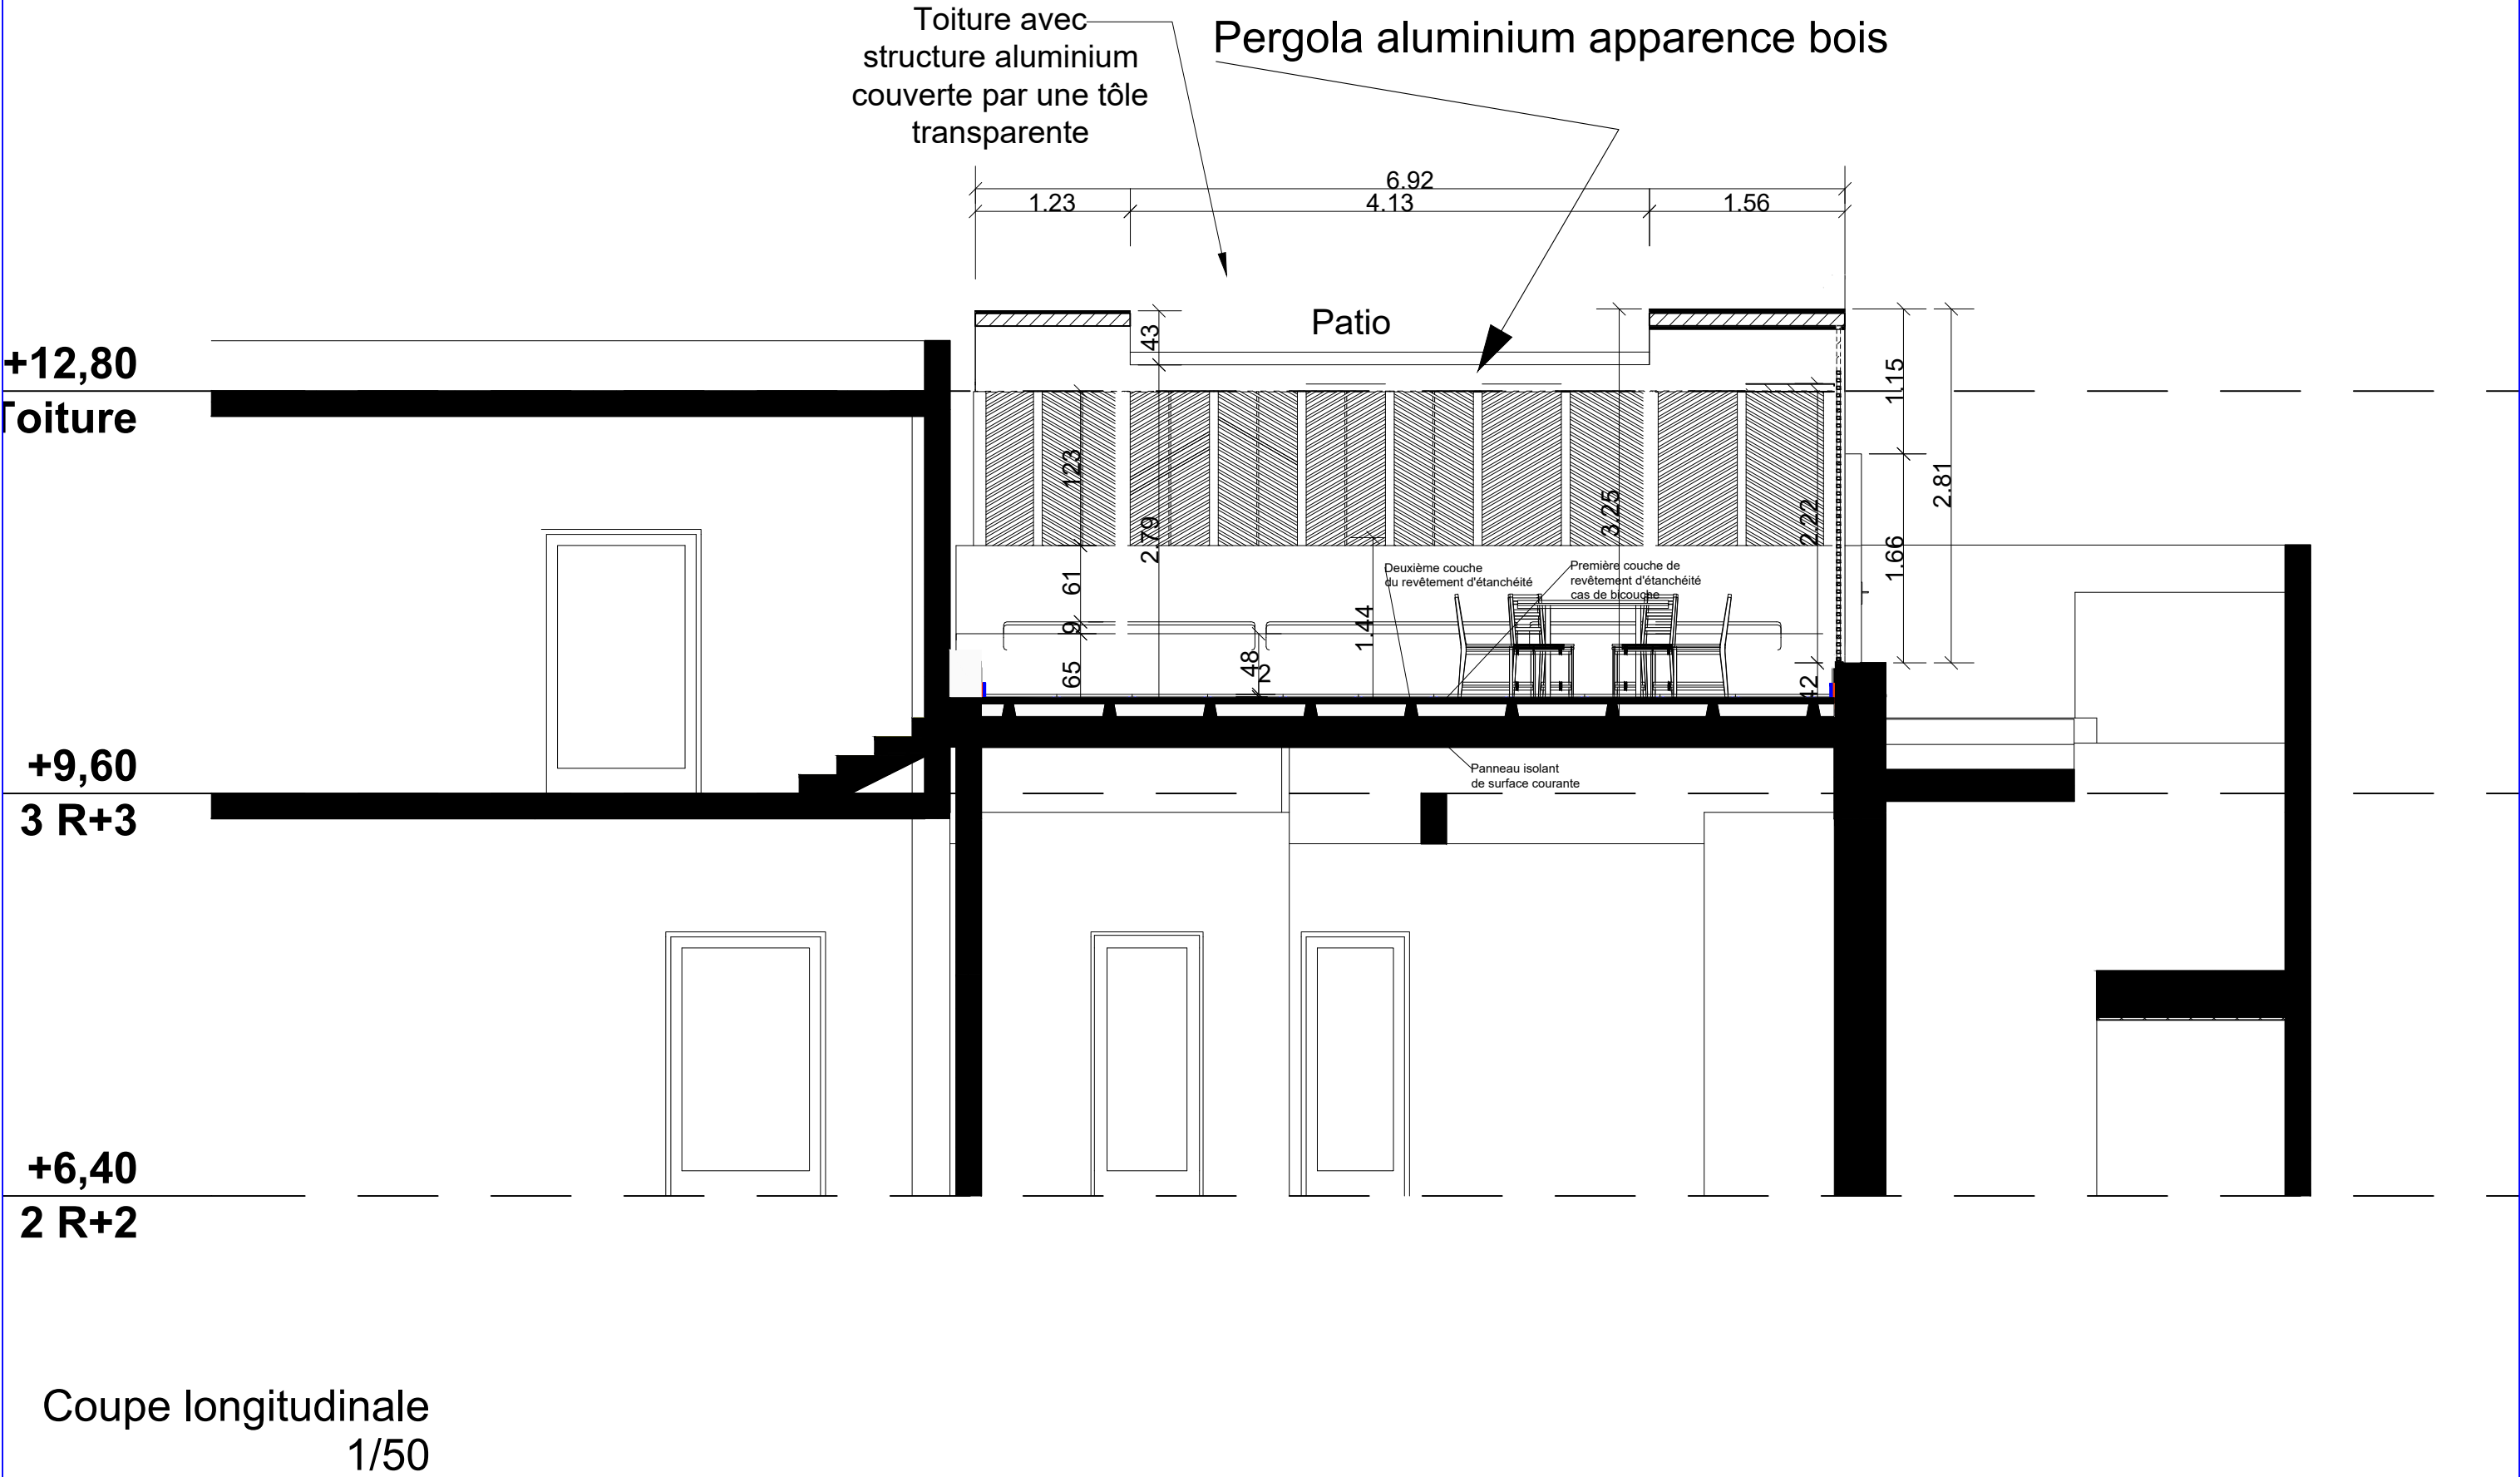 Toiture avec
structure aluminium
couverte par une tôle
transparente
Pergola aluminium apparence bois
6.92
1.23
4.13
1.56
Patio
43
+12,80
Toiture
1.15
123
2.79
3.25
2.22
2.81
1.66
61
9
65
48
2
1.44
42
Deuxième couche
du revêtement d'étanchéité
Première couche de
revêtement d'étanchéité
cas de bicouche
+9,60
3 R+3
Panneau isolant
de surface courante
+6,40
2 R+2
Coupe longitudinale
1/50